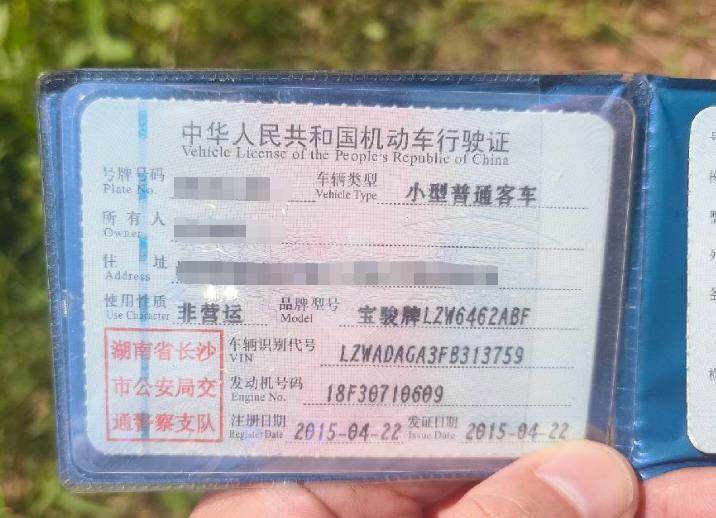 中华人民共和国机动车行驶证
Vehicle License of the People's Republic of China
号牌号码 Plate No. 车辆类型 Vehicle Type 小型普通客车
所有人 Owner
住址 Address
使用性质 Use Character 非营运 品牌型号 Model 宝骏牌LZW6462ABF
湖南省长沙
市公安局交
通警察支队
车辆识别代号 VIN LZWADAGA3FB313759
发动机号码 Engine No. 18F30710609
注册日期 Register Date 2015-04-22 发证日期 Issue Date 2015-04-22